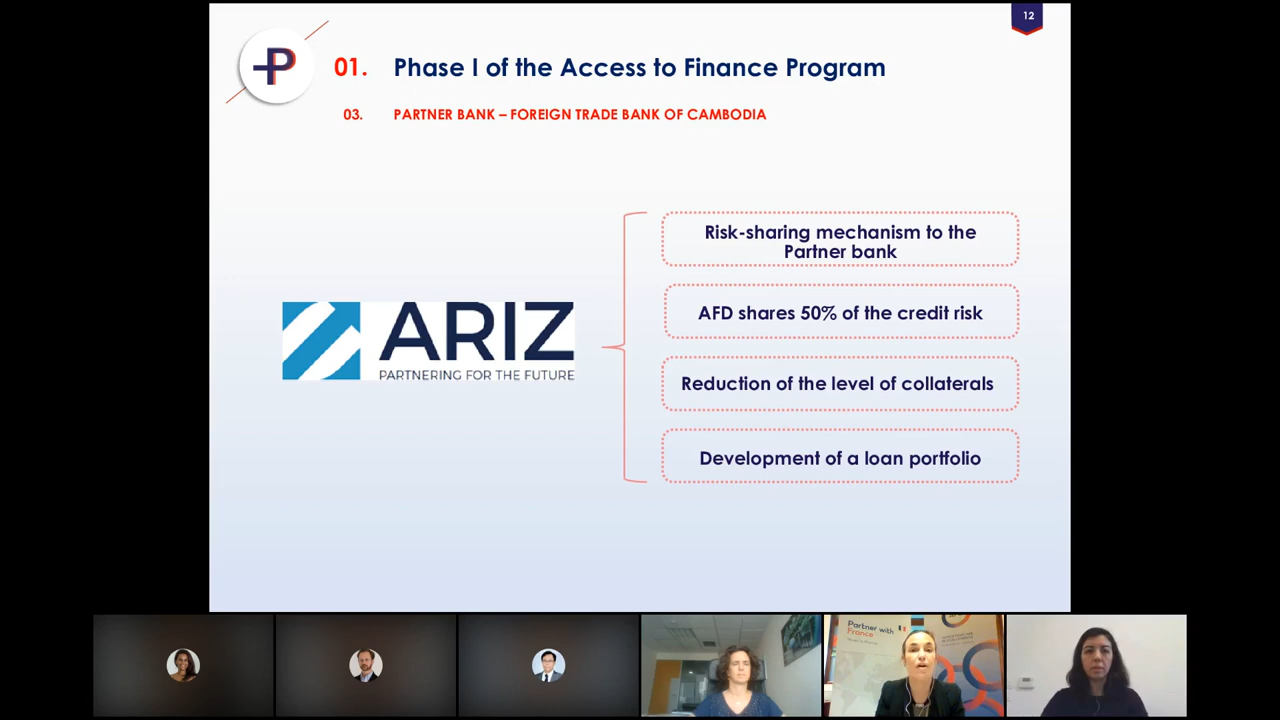 12
01. Phase I of the Access to Finance Program
03. PARTNER BANK – FOREIGN TRADE BANK OF CAMBODIA
Risk-sharing mechanism to the
Partner bank
AFD shares 50% of the credit risk
ARIZ
PARTNERING FOR THE FUTURE
Reduction of the level of collaterals
Development of a loan portfolio
Partner with
France